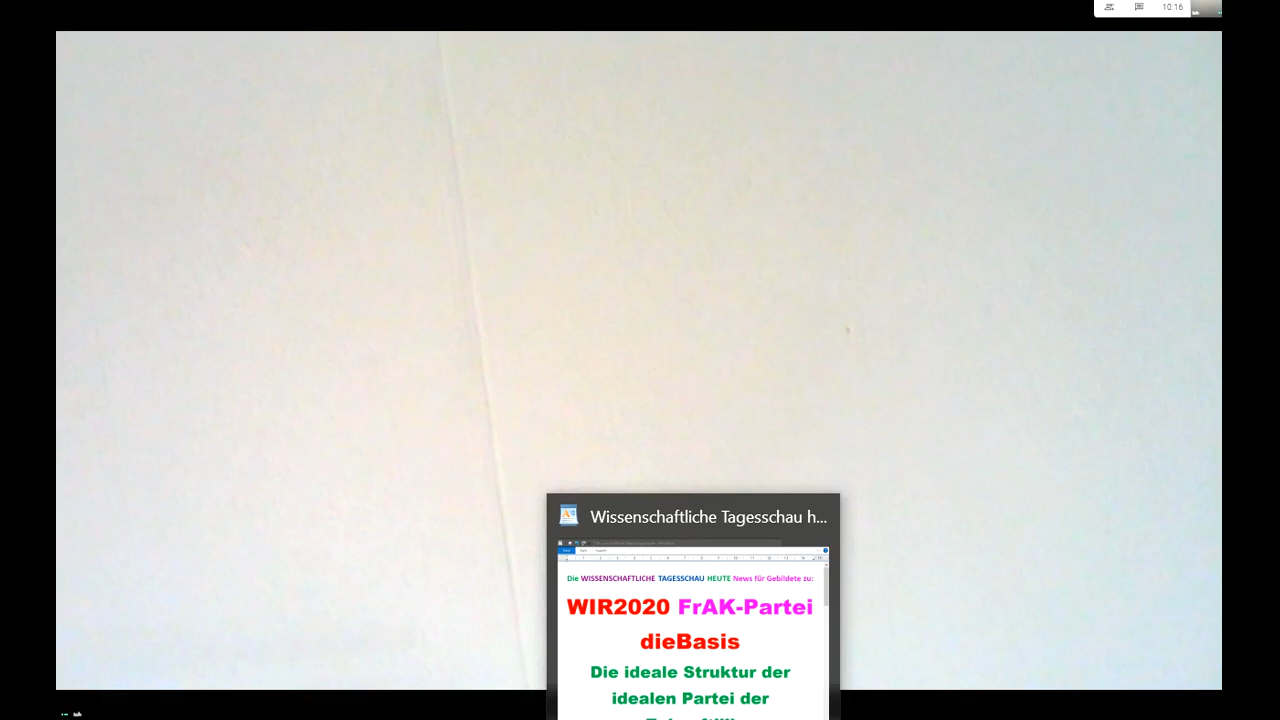 10:16
Wissenschaftliche Tagesschau h...
Die WISSENSCHAFTLICHE TAGESSCHAU HEUTE News für Gebildete zu:
WIR2020 FrAK-Partei
dieBasis
Die ideale Struktur der
idealen Partei der